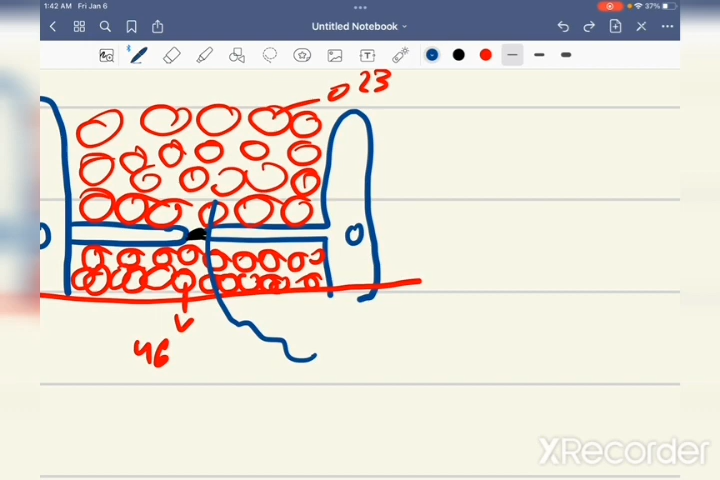 1:42 AM Fri Jan 6
37%
Untitled Notebook
23
46
XRecorder